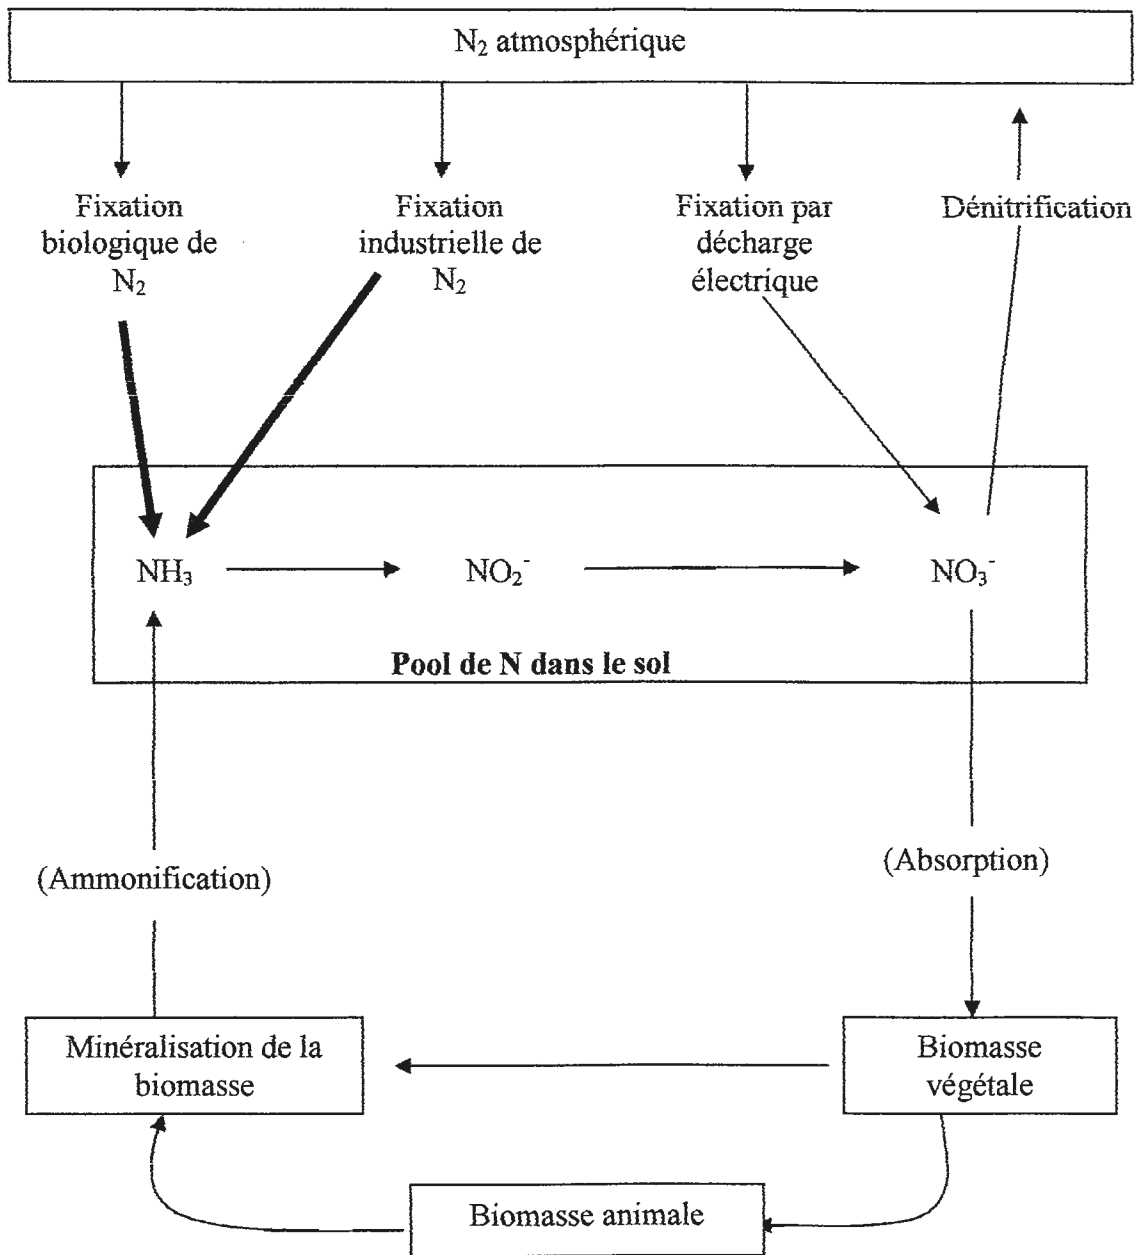 N₂ atmosphérique
Fixation
biologique de
N₂
Fixation
industrielle de
N₂
Fixation par
décharge
électrique
Dénitrification
NH₃
NO₂⁻
NO₃⁻
Pool de N dans le sol
(Ammonification)
(Absorption)
Minéralisation de la
biomasse
Biomasse
végétale
Biomasse animale